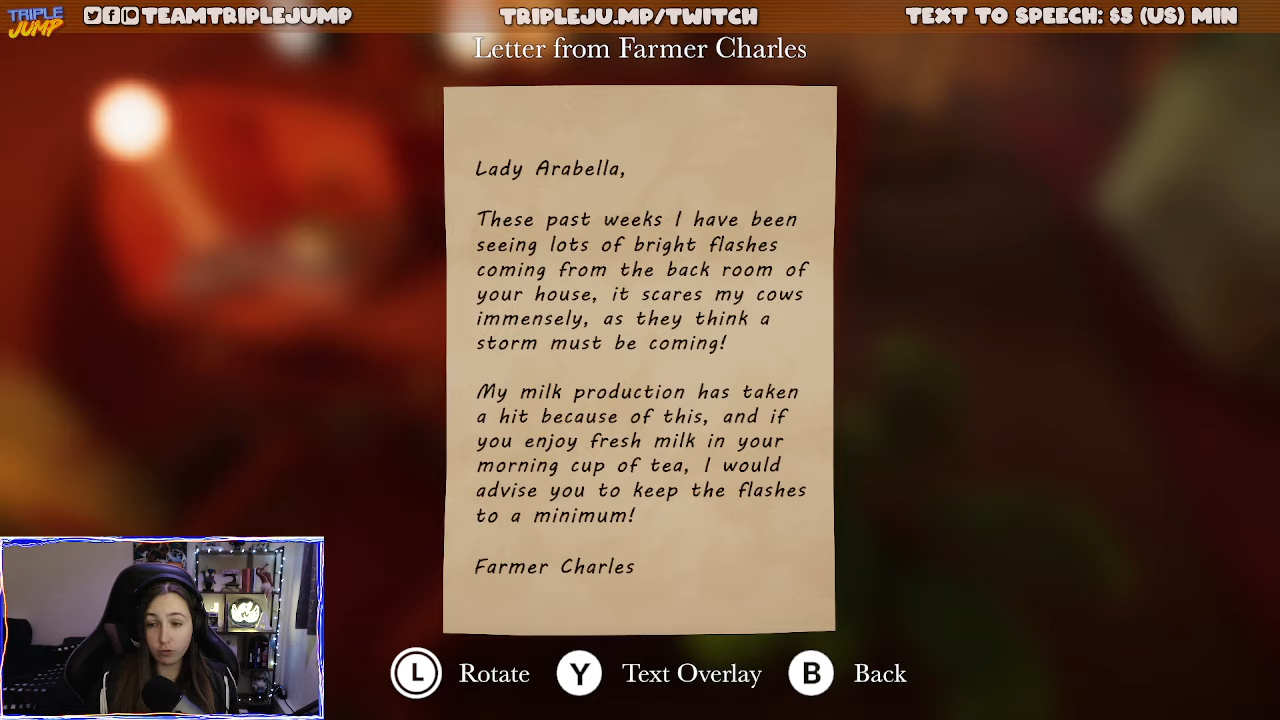 TRIPLE JUMP
TEAMTRIPLEJUMP
TRIPLEJU.MP/TWITCH
TEXT TO SPEECH: $5 (US) MIN
Letter from Farmer Charles
Lady Arabella,
These past weeks I have been
seeing lots of bright flashes
coming from the back room of
your house, it scares my cows
immensely, as they think a
storm must be coming!
My milk production has taken
a hit because of this, and if
you enjoy fresh milk in your
morning cup of tea, I would
advise you to keep the flashes
to a minimum!
Farmer Charles
L Rotate Y Text Overlay B Back